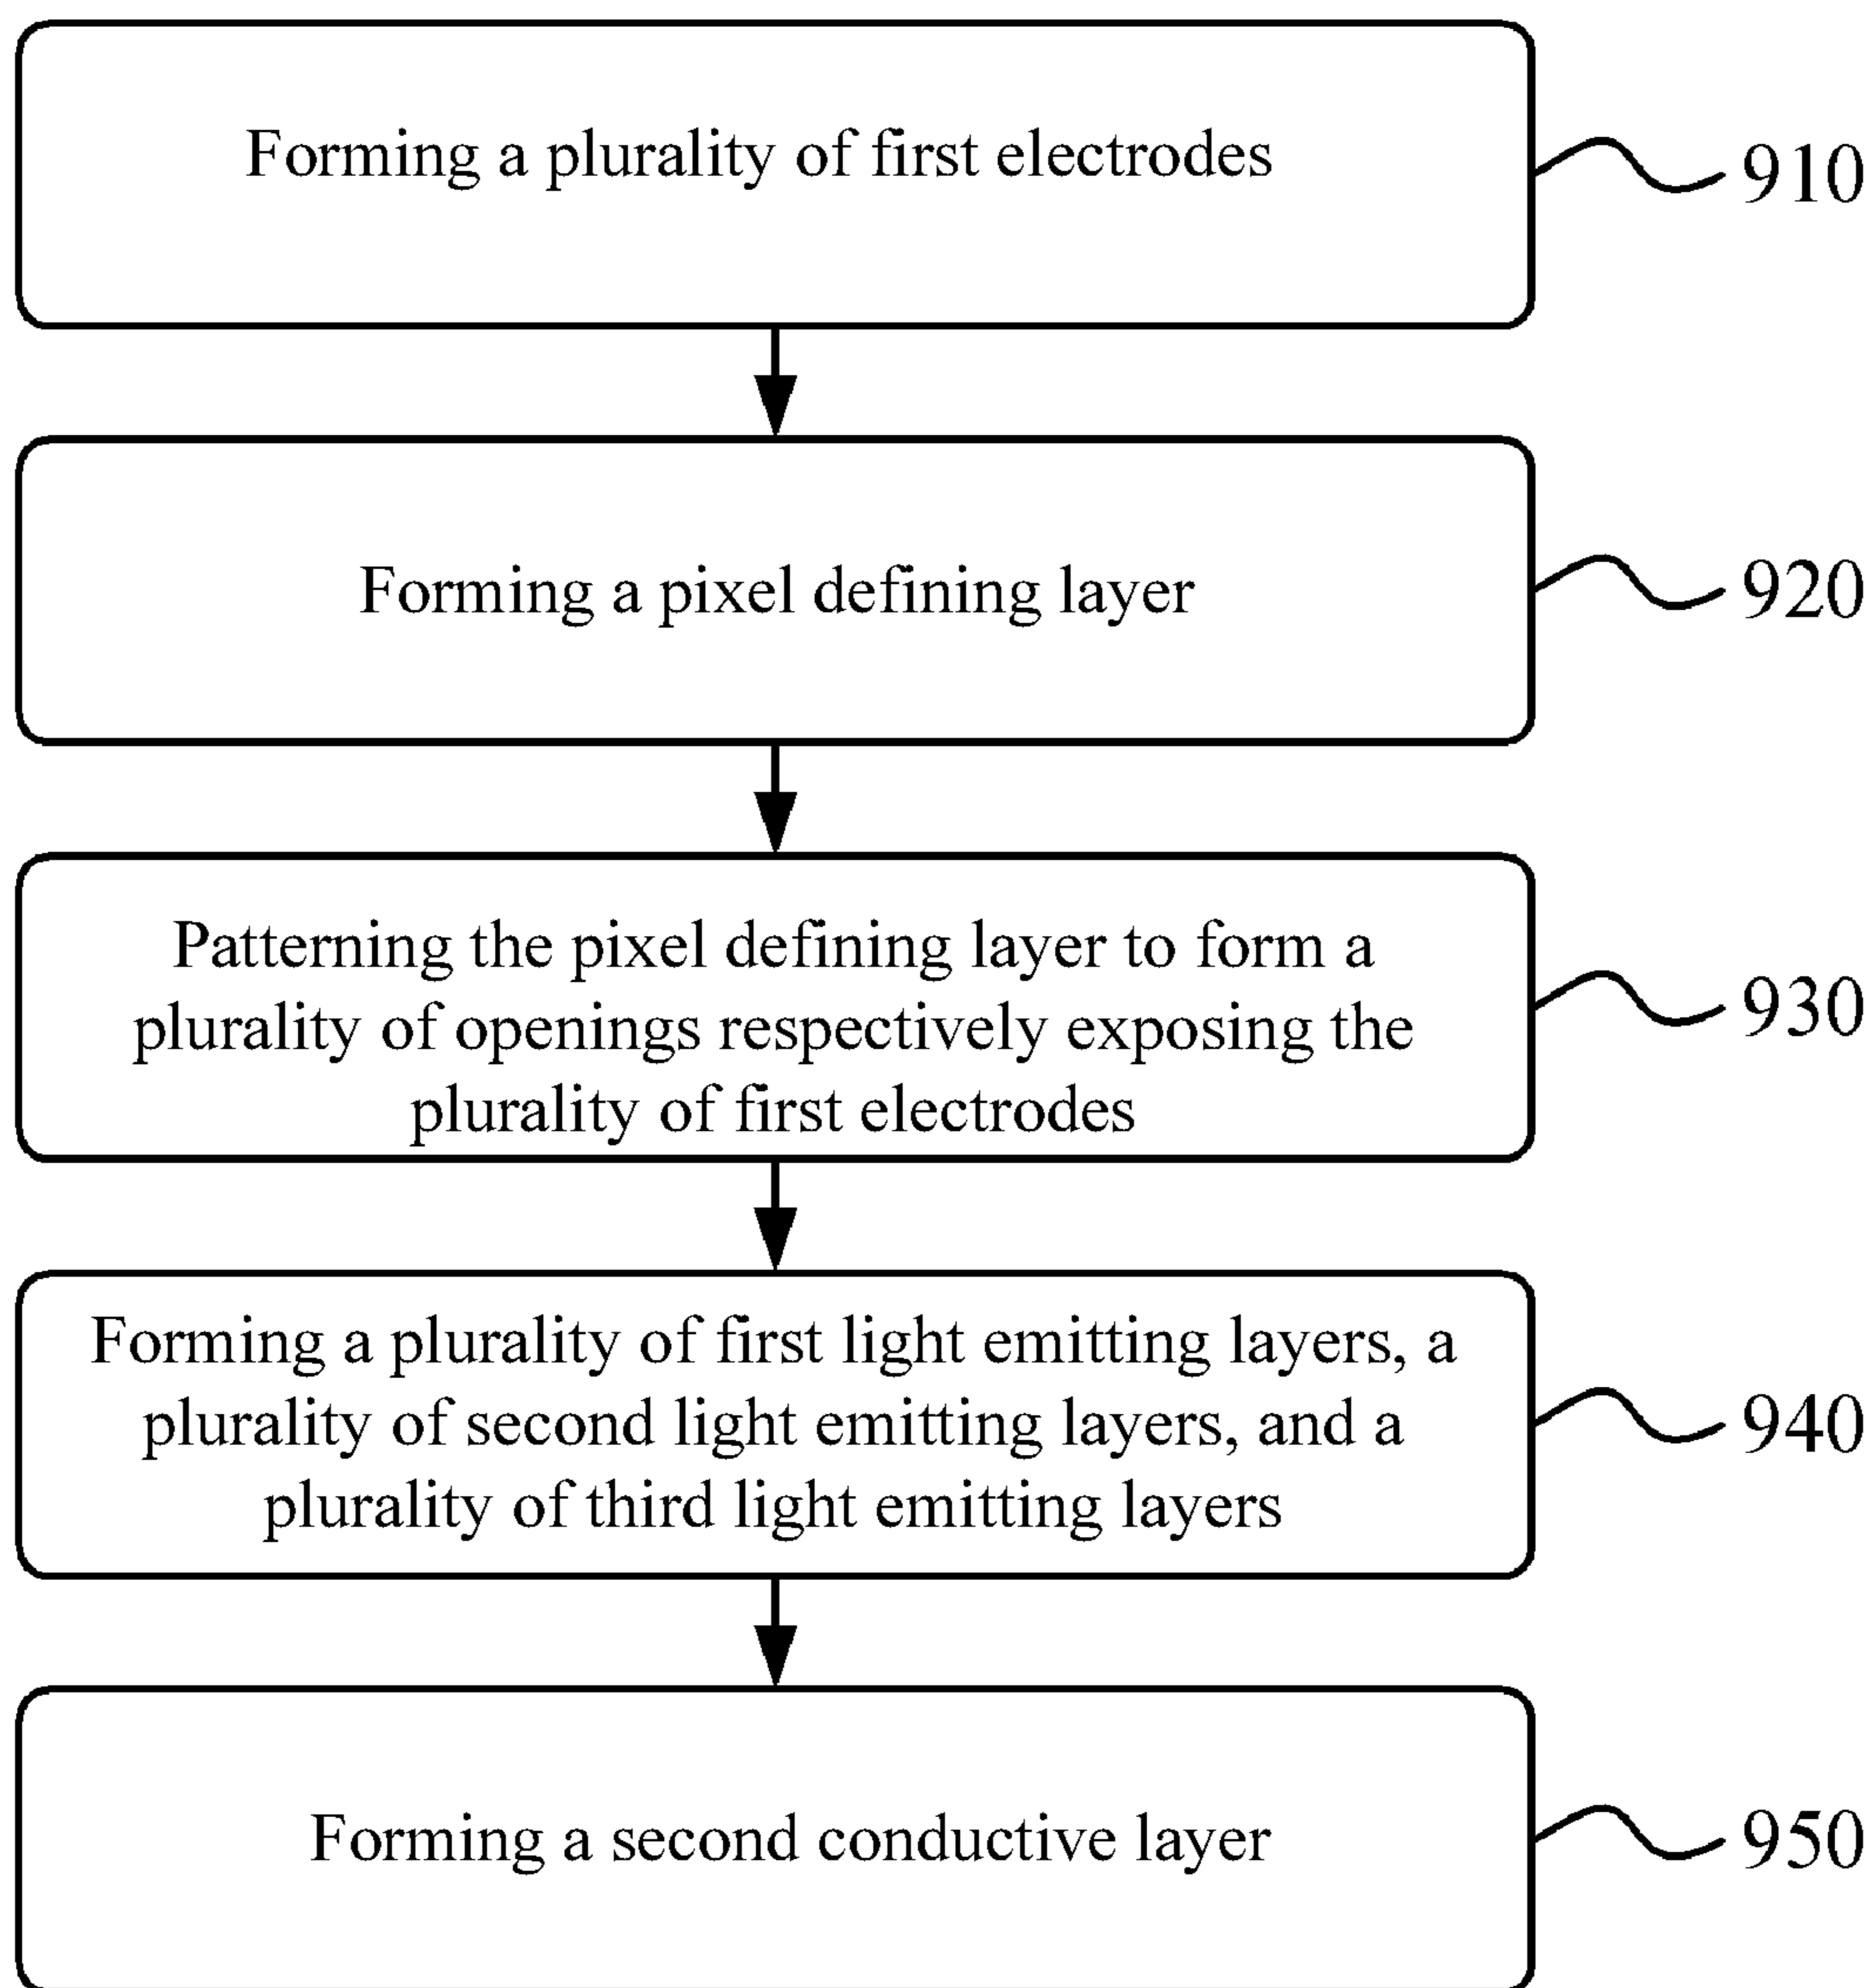 Forming a plurality of first electrodes
910
Forming a pixel defining layer
920
Patterning the pixel defining layer to form a
plurality of openings respectively exposing the
plurality of first electrodes
930
Forming a plurality of first light emitting layers, a
plurality of second light emitting layers, and a
plurality of third light emitting layers
940
Forming a second conductive layer
950